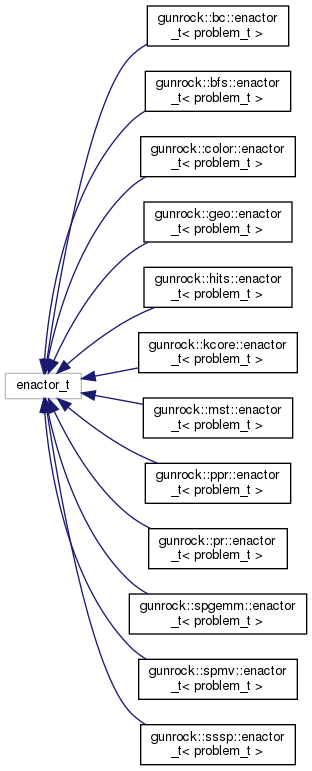 gunrock::bc::enactor
_t< problem_t >
gunrock::bfs::enactor
_t< problem_t >
gunrock::color::enactor
_t< problem_t >
gunrock::geo::enactor
_t< problem_t >
gunrock::hits::enactor
_t< problem_t >
gunrock::kcore::enactor
_t< problem_t >
enactor_t
gunrock::mst::enactor
_t< problem_t >
gunrock::ppr::enactor
_t< problem_t >
gunrock::pr::enactor
_t< problem_t >
gunrock::spgemm::enactor
_t< problem_t >
gunrock::spmv::enactor
_t< problem_t >
gunrock::sssp::enactor
_t< problem_t >